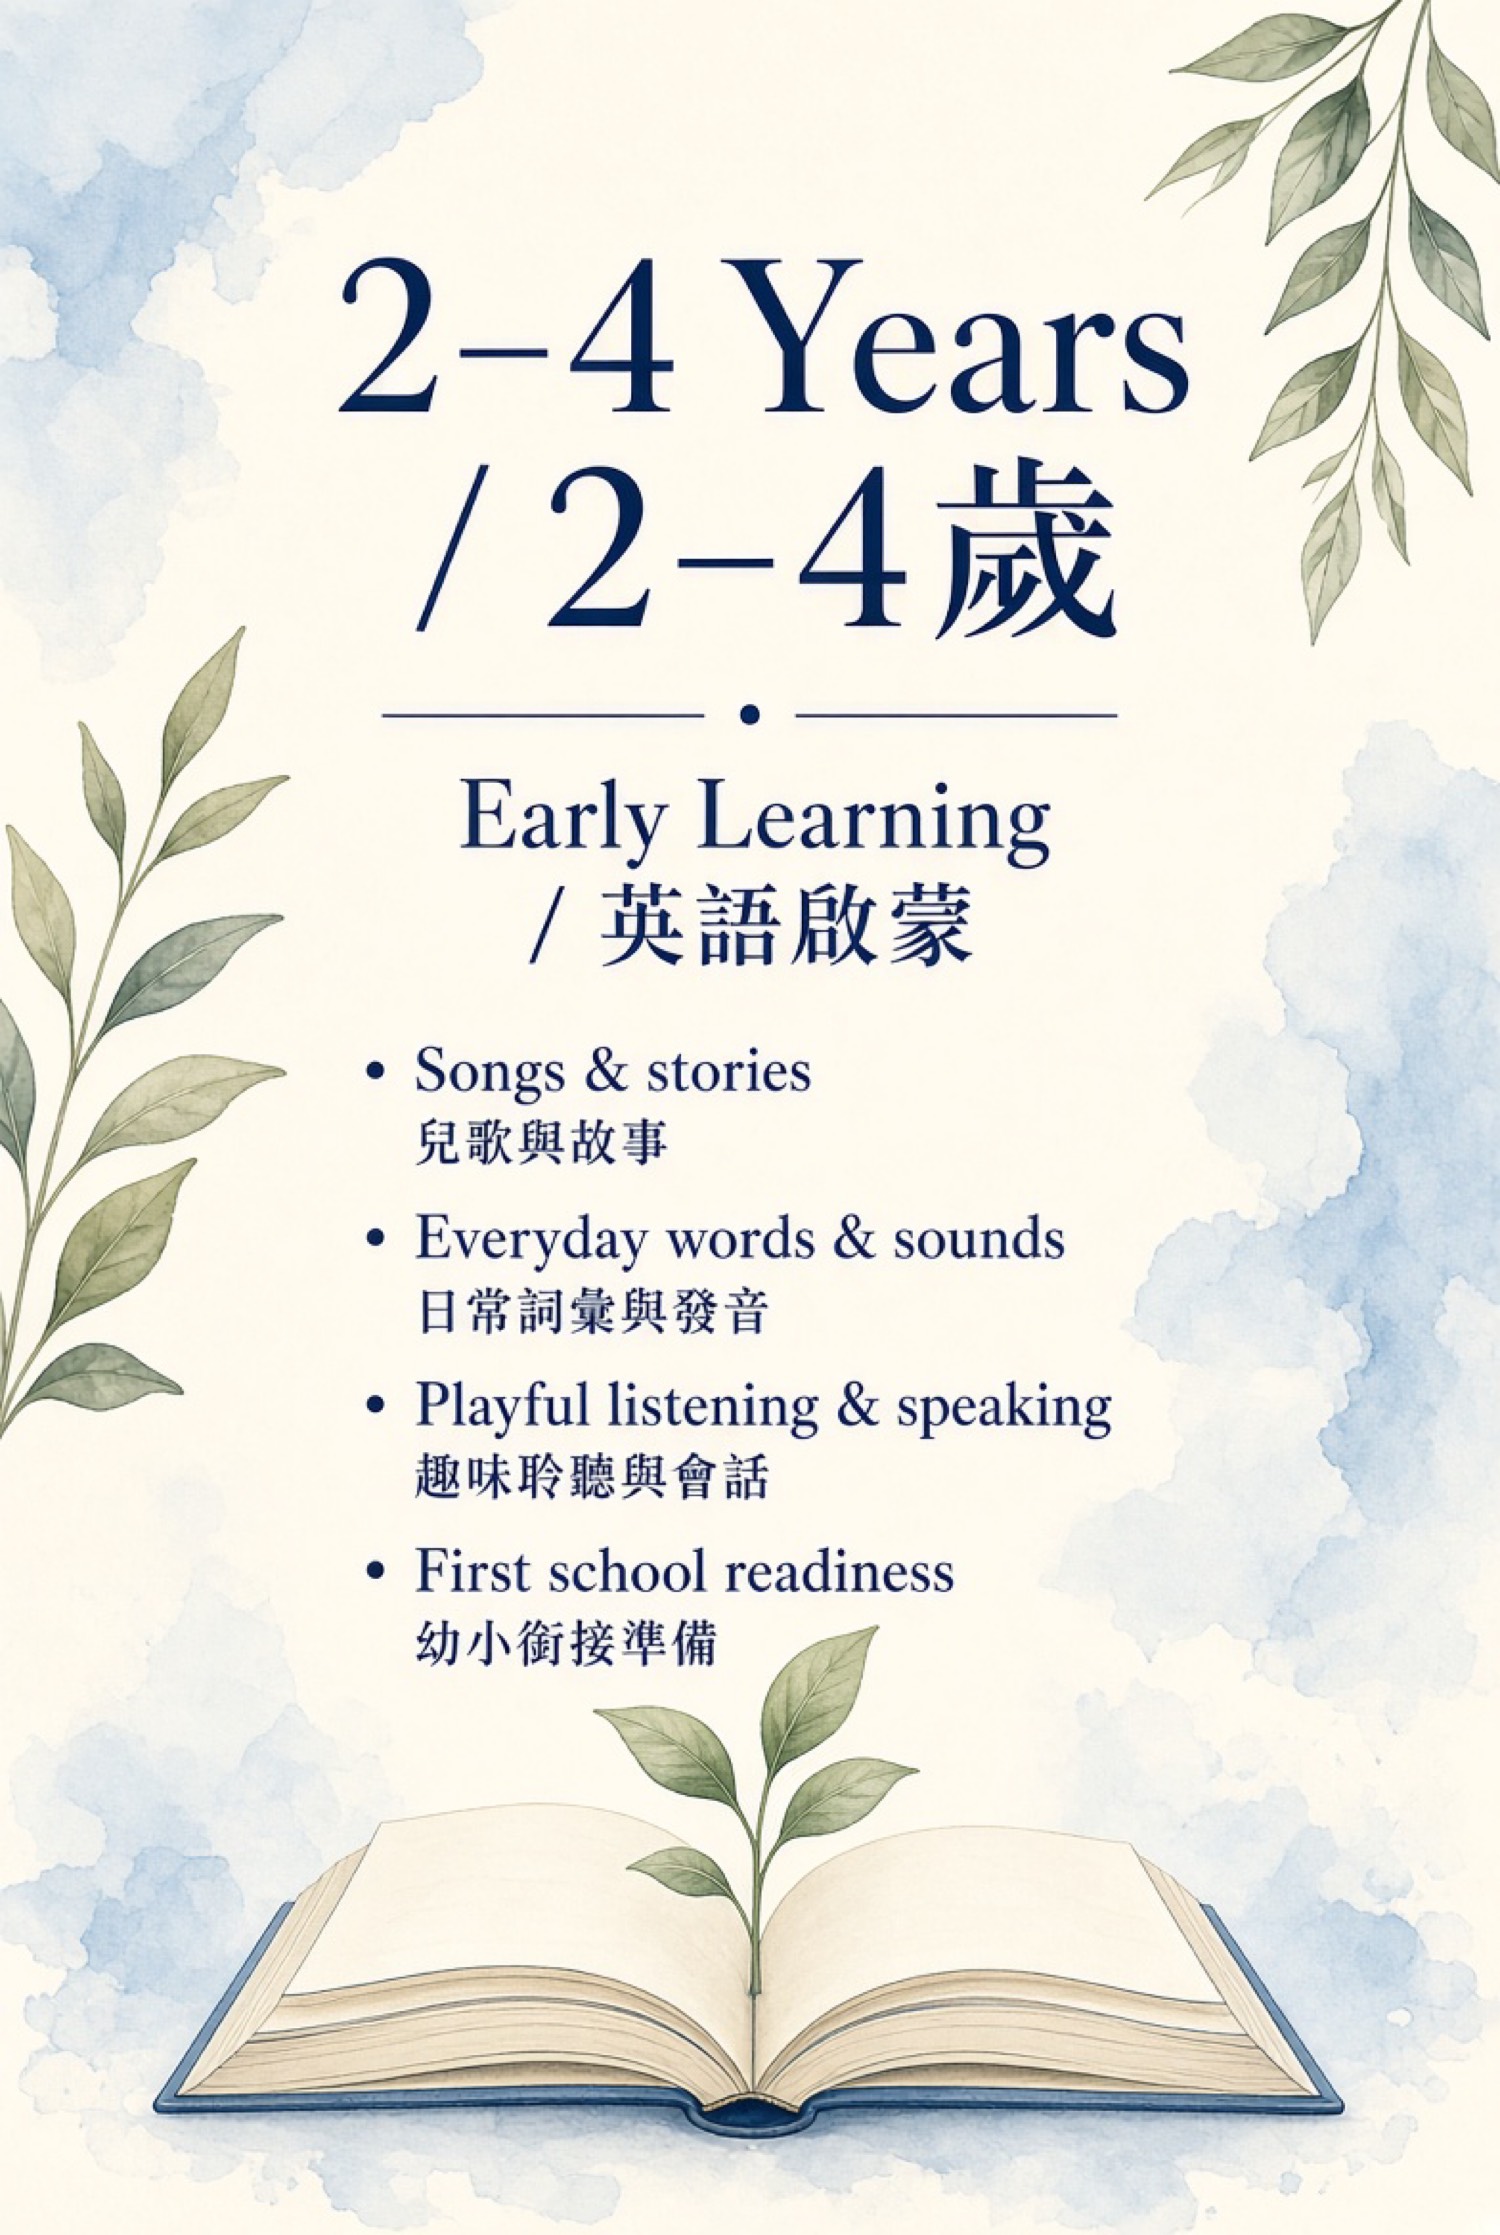 2–4 Years
/ 2–4歲
Early Learning
/ 英語啟蒙
• Songs & stories
兒歌與故事
• Everyday words & sounds
日常詞彙與發音
• Playful listening & speaking
趣味聆聽與會話
• First school readiness
幼小銜接準備